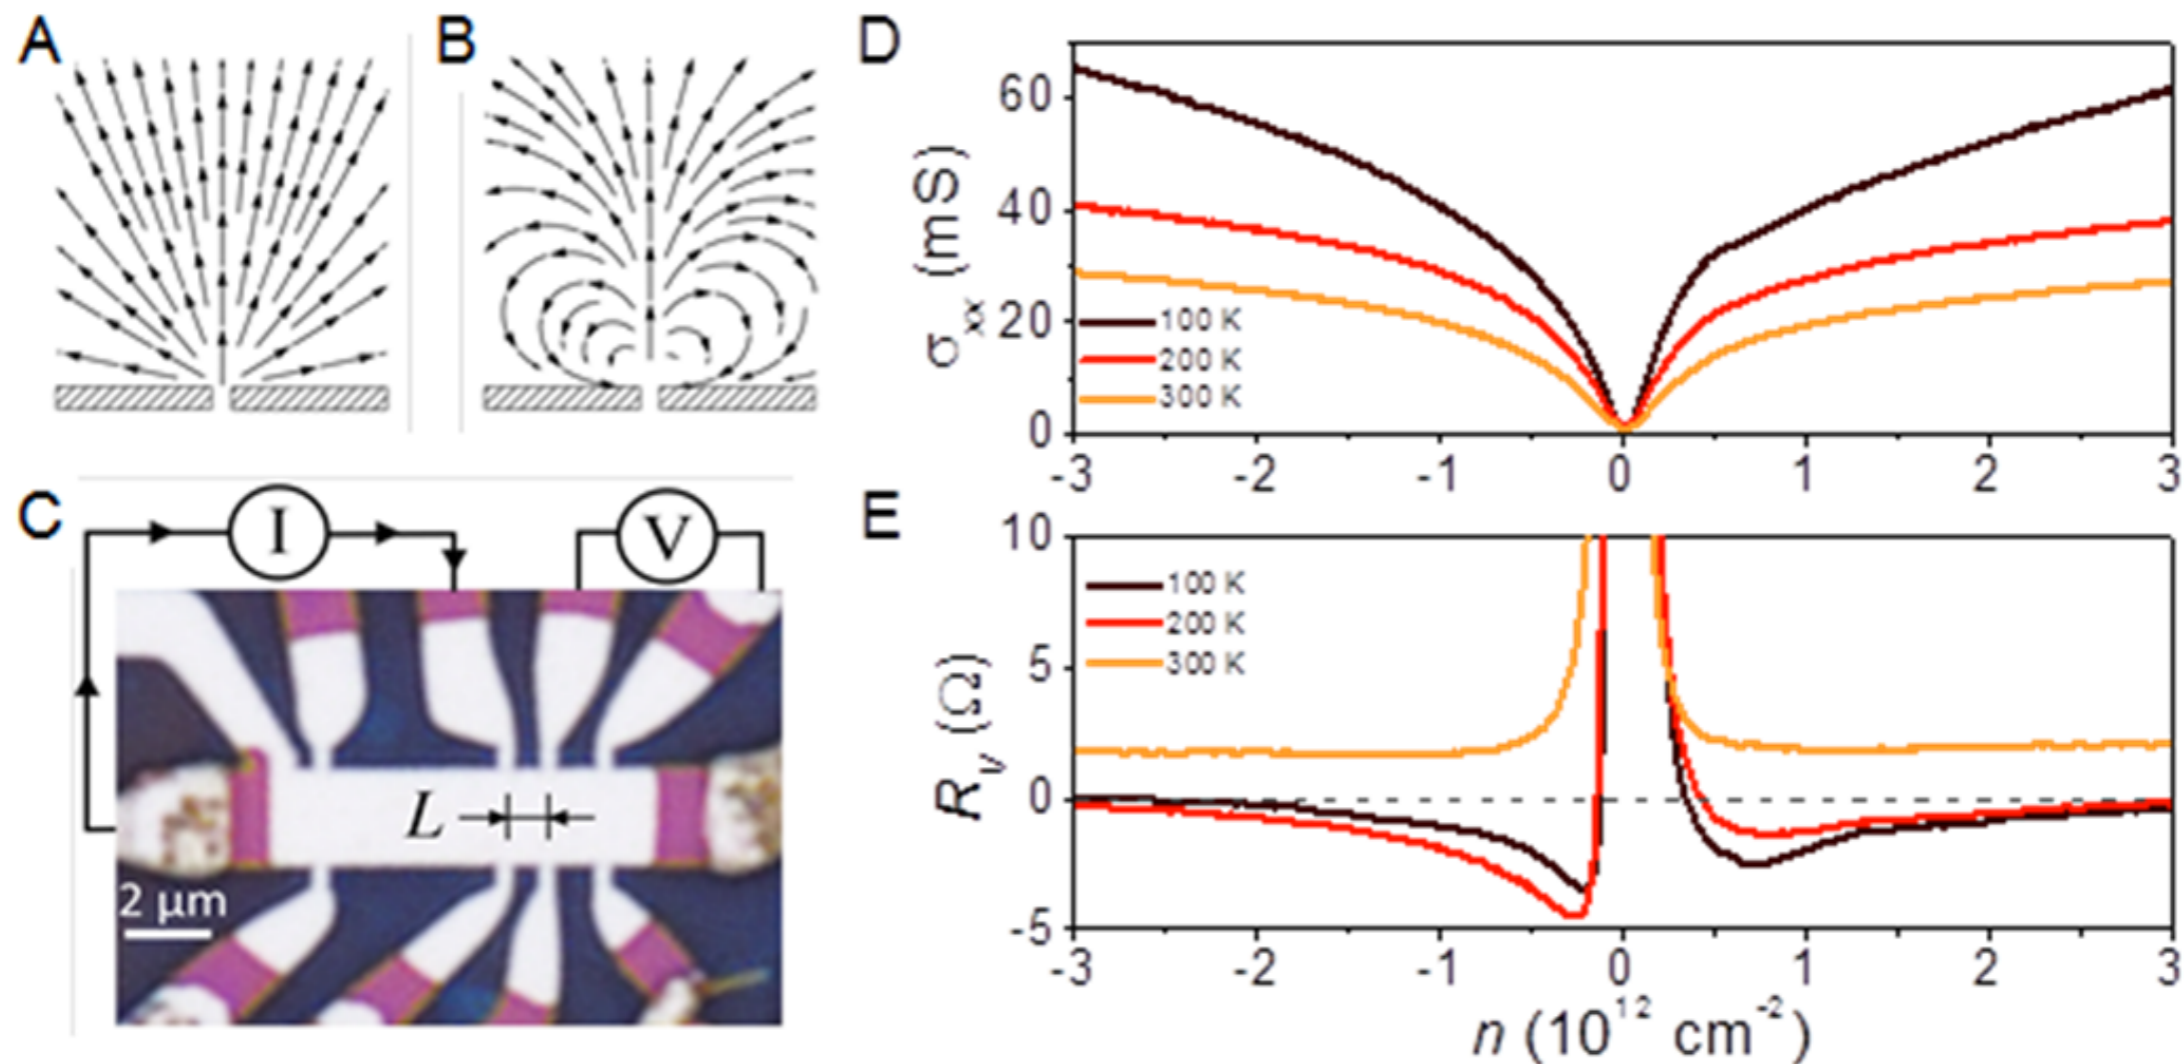 A
B
C
I
V
L
2 μm
D
σxx (mS)
60
40
20
0
100 K
200 K
300 K
-3 -2 -1 0 1 2 3
E
RV (Ω)
10
5
0
-5
100 K
200 K
300 K
-3 -2 -1 0 1 2 3
n (10¹² cm⁻²)